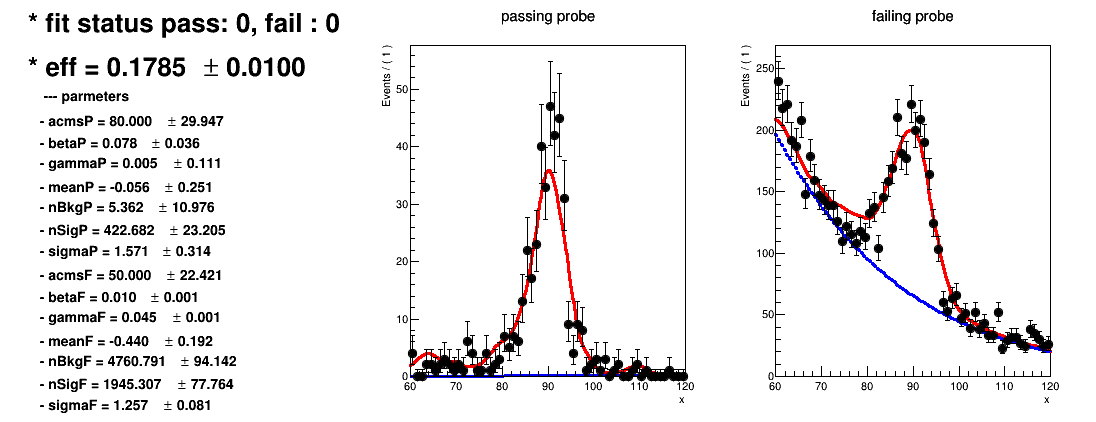 * fit status pass: 0, fail : 0
* eff = 0.1785 ± 0.0100
--- parmeters
- acmsP = 80.000 ± 29.947
- betaP = 0.078 ± 0.036
- gammaP = 0.005 ± 0.111
- meanP = -0.056 ± 0.251
- nBkgP = 5.362 ± 10.976
- nSigP = 422.682 ± 23.205
- sigmaP = 1.571 ± 0.314
- acmsF = 50.000 ± 22.421
- betaF = 0.010 ± 0.001
- gammaF = 0.045 ± 0.001
- meanF = -0.440 ± 0.192
- nBkgF = 4760.791 ± 94.142
- nSigF = 1945.307 ± 77.764
- sigmaF = 1.257 ± 0.081
passing probe
Events / ( 1 )
50
40
30
20
10
0
60 70 80 90 100 110 120
x
failing probe
Events / ( 1 )
250
200
150
100
50
0
60 70 80 90 100 110 120
x